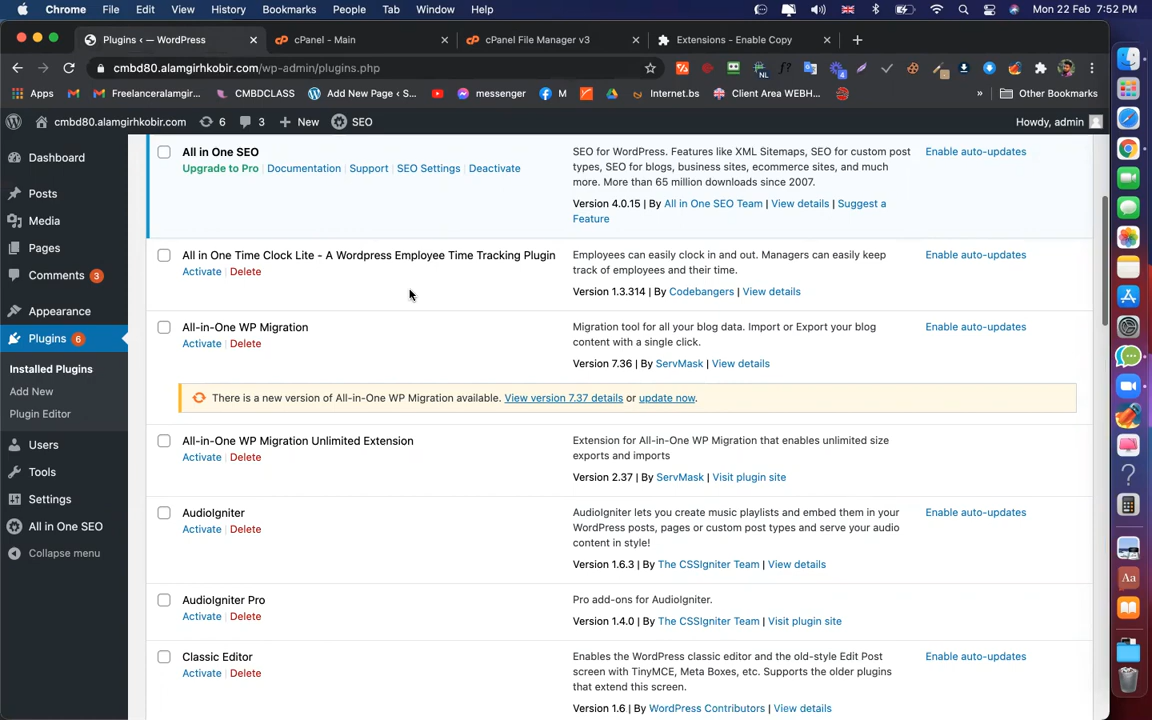 Chrome File Edit View History Bookmarks People Tab Window Help Mon 22 Feb 7:52 PM
Plugins ‹ — WordPress cPanel - Main cPanel File Manager v3 Extensions - Enable Copy
cmbd80.alamgirhkobir.com/wp-admin/plugins.php
Apps Freelanceralamgir... CMBDCLASS Add New Page ‹ S... messenger M Internet.bs Client Area WEBH... » Other Bookmarks
cmbd80.alamgirhkobir.com 6 3 New SEO Howdy, admin
Dashboard
Posts
Media
Pages
Comments 3
Appearance
Plugins 6
Installed Plugins
Add New
Plugin Editor
Users
Tools
Settings
All in One SEO
Collapse menu
All in One SEO
Upgrade to Pro | Documentation | Support | SEO Settings | Deactivate
SEO for WordPress. Features like XML Sitemaps, SEO for custom post
types, SEO for blogs, business sites, ecommerce sites, and much
more. More than 65 million downloads since 2007.
Version 4.0.15 | By All in One SEO Team | View details | Suggest a
Feature
Enable auto-updates
All in One Time Clock Lite - A Wordpress Employee Time Tracking Plugin
Activate | Delete
Employees can easily clock in and out. Managers can easily keep
track of employees and their time.
Version 1.3.314 | By Codebangers | View details
Enable auto-updates
All-in-One WP Migration
Activate | Delete
Migration tool for all your blog data. Import or Export your blog
content with a single click.
Version 7.36 | By ServMask | View details
Enable auto-updates
There is a new version of All-in-One WP Migration available. View version 7.37 details or update now.
All-in-One WP Migration Unlimited Extension
Activate | Delete
Extension for All-in-One WP Migration that enables unlimited size
exports and imports
Version 2.37 | By ServMask | Visit plugin site
AudioIgniter
Activate | Delete
AudioIgniter lets you create music playlists and embed them in your
WordPress posts, pages or custom post types and serve your audio
content in style!
Version 1.6.3 | By The CSSIgniter Team | View details
Enable auto-updates
AudioIgniter Pro
Activate | Delete
Pro add-ons for AudioIgniter.
Version 1.4.0 | By The CSSIgniter Team | Visit plugin site
Classic Editor
Activate | Delete
Enables the WordPress classic editor and the old-style Edit Post
screen with TinyMCE, Meta Boxes, etc. Supports the older plugins
that extend this screen.
Version 1.6 | By WordPress Contributors | View details
Enable auto-updates